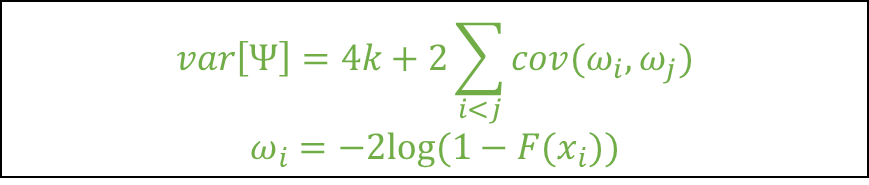 var[Ψ] = 4k + 2 ∑_{i<j} cov(ω_i, ω_j)
ω_i = −2log(1 − F(x_i))